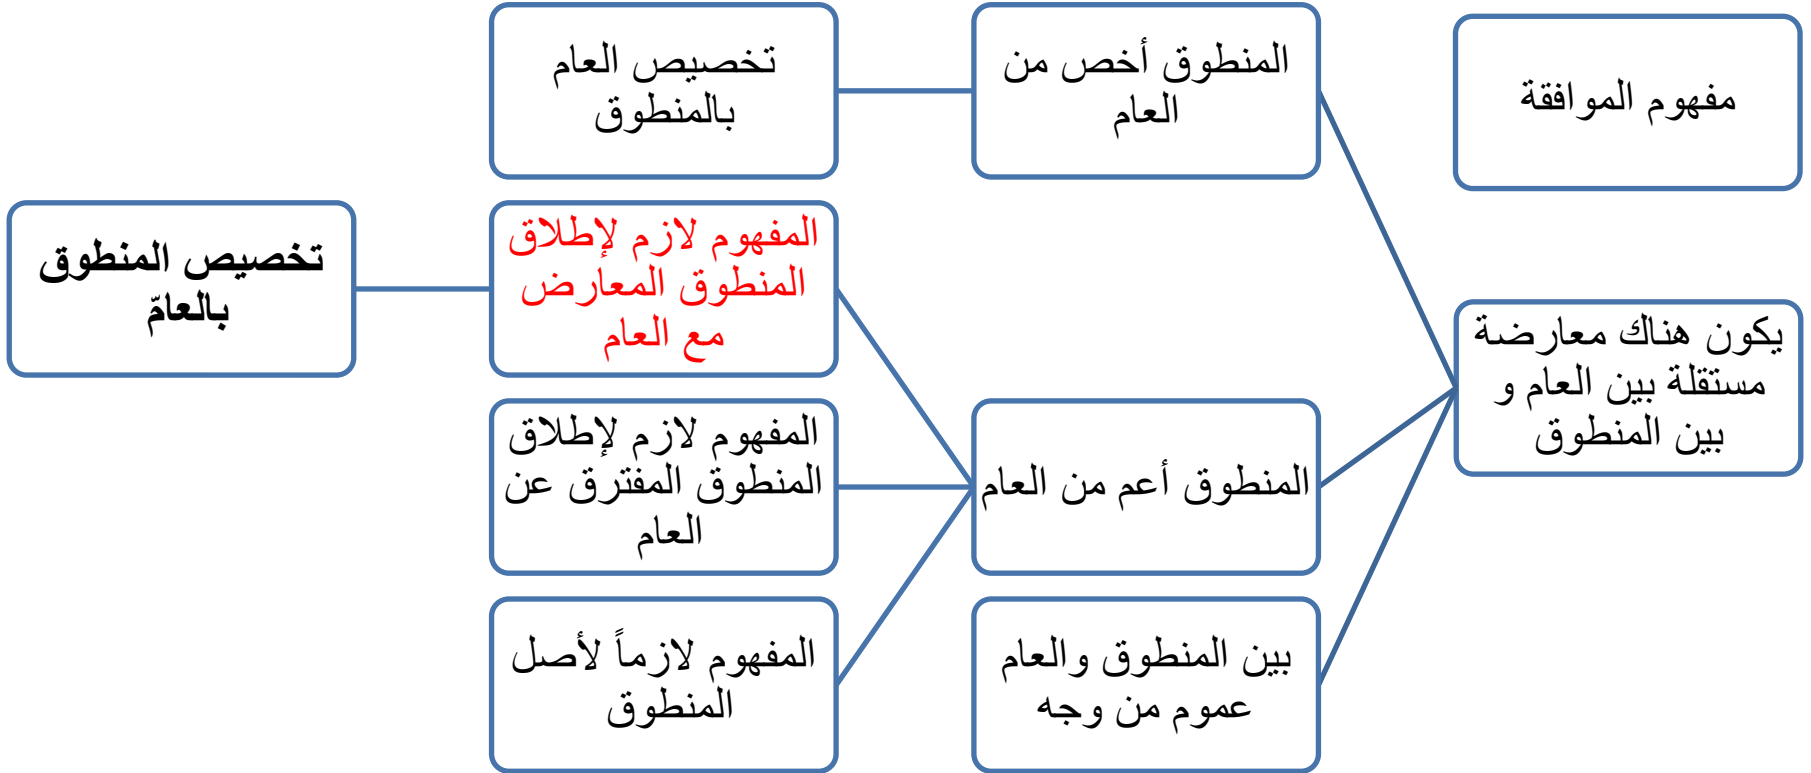 مفهوم الموافقة
يكون هناك معارضة
مستقلة بين العام و
بين المنطوق
المنطوق أخص من
العام
تخصيص العام
بالمنطوق
المنطوق أعم من العام
المفهوم لازم لإطلاق
المنطوق المعارض
مع العام
تخصيص المنطوق
بالعامّ
المفهوم لازم لإطلاق
المنطوق المفترق عن
العام
المفهوم لازماً لأصل
المنطوق
بين المنطوق والعام
عموم من وجه